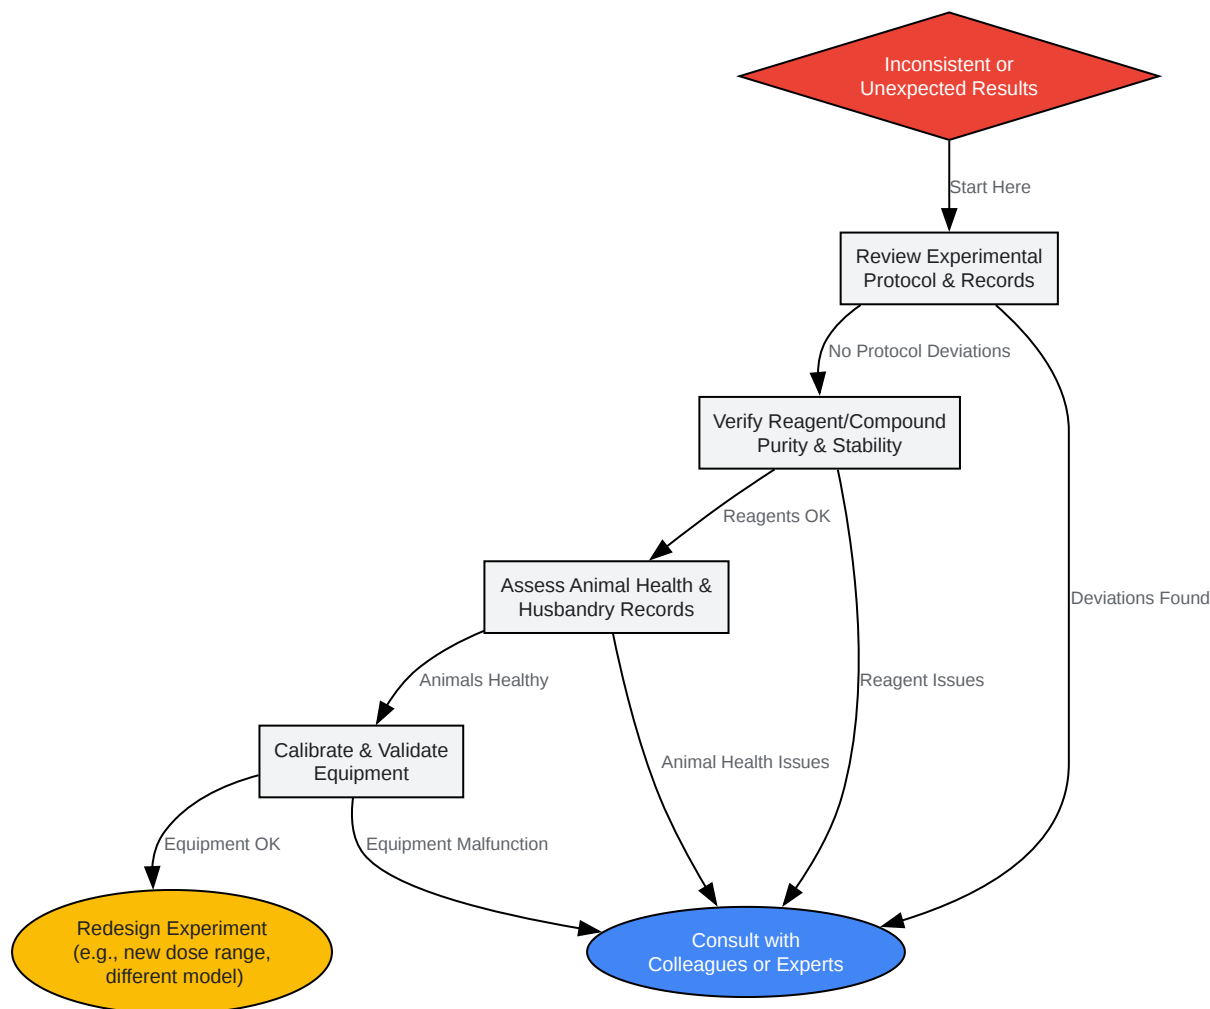 Inconsistent or
Unexpected Results
Start Here
Review Experimental
Protocol & Records
No Protocol Deviations
Verify Reagent/Compound
Purity & Stability
Reagents OK
Assess Animal Health &
Husbandry Records
Deviations Found
Animals Healthy
Reagent Issues
Calibrate & Validate
Equipment
Animal Health Issues
Equipment OK
Equipment Malfunction
Redesign Experiment
(e.g., new dose range,
different model)
Consult with
Colleagues or Experts